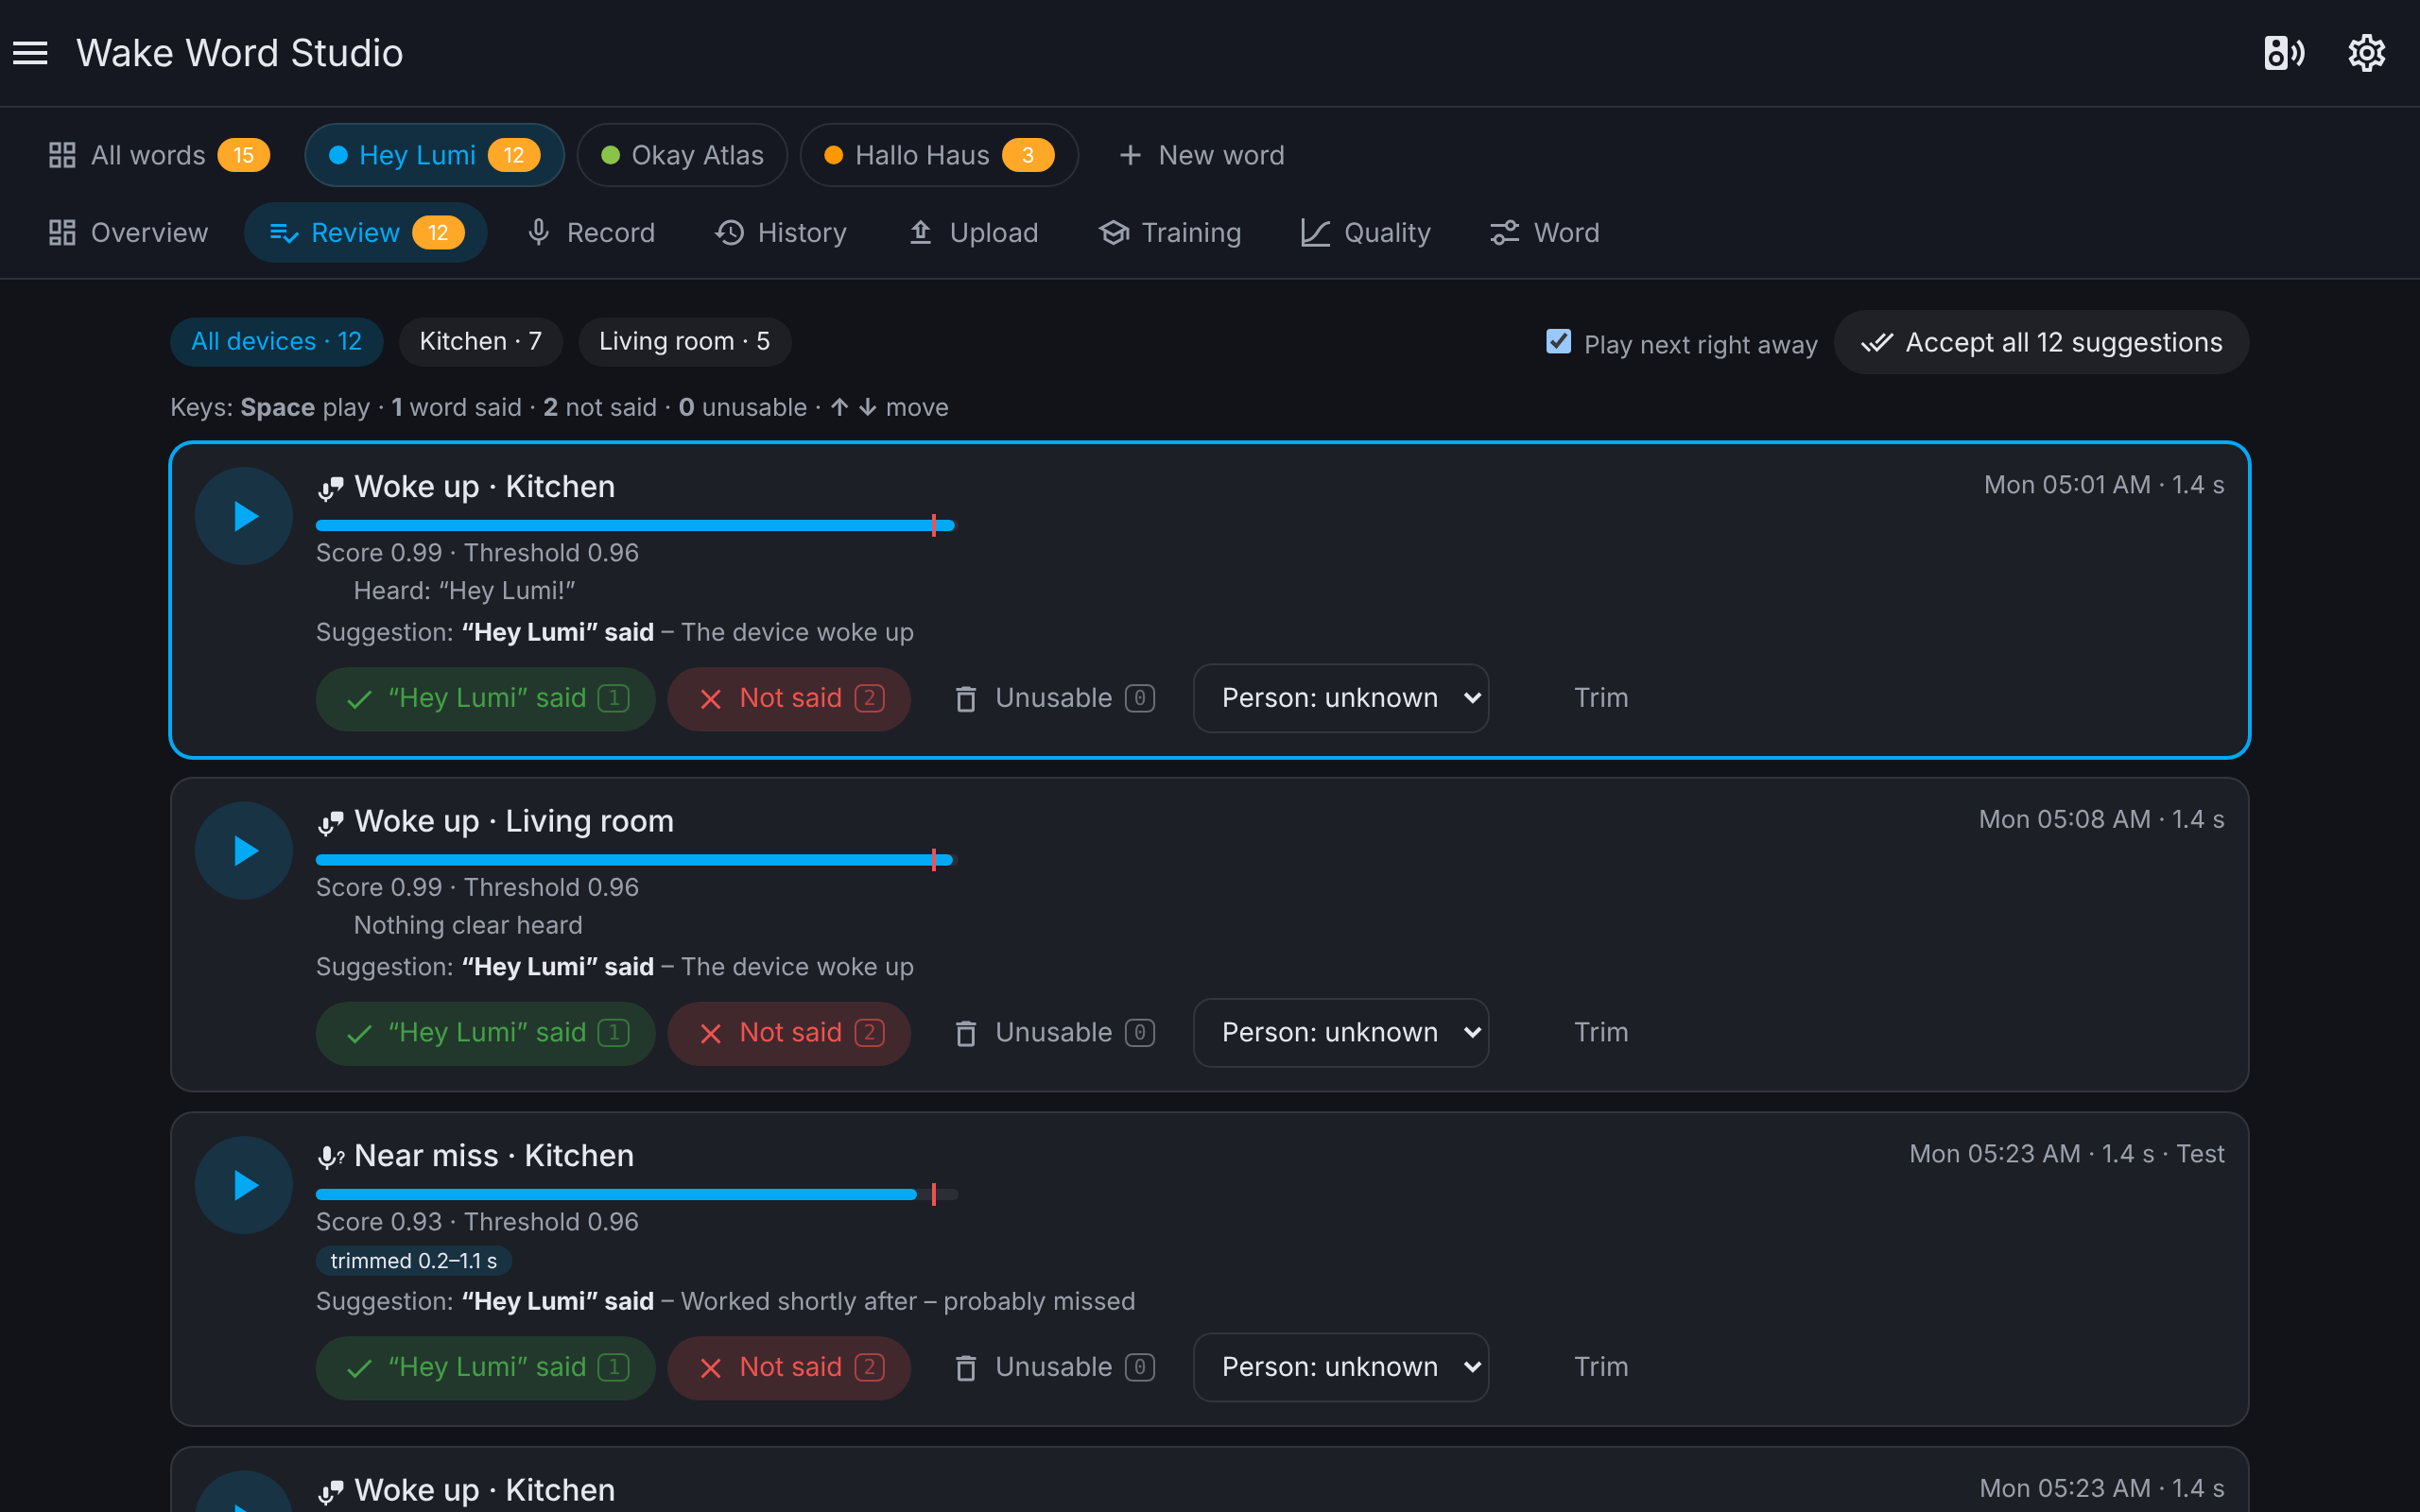 Wake Word Studio
All words 15 Hey Lumi 12 Okay Atlas Hallo Haus 3 + New word
Overview Review 12 Record History Upload Training Quality Word
All devices · 12 Kitchen · 7 Living room · 5 Play next right away Accept all 12 suggestions
Keys: Space play · 1 word said · 2 not said · 0 unusable · ↑ ↓ move
Woke up · Kitchen Mon 05:01 AM · 1.4 s
Score 0.99 · Threshold 0.96
Heard: “Hey Lumi!”
Suggestion: “Hey Lumi” said – The device woke up
“Hey Lumi” said 1 Not said 2 Unusable 0 Person: unknown Trim
Woke up · Living room Mon 05:08 AM · 1.4 s
Score 0.99 · Threshold 0.96
Nothing clear heard
Suggestion: “Hey Lumi” said – The device woke up
“Hey Lumi” said 1 Not said 2 Unusable 0 Person: unknown Trim
Near miss · Kitchen Mon 05:23 AM · 1.4 s · Test
Score 0.93 · Threshold 0.96
trimmed 0.2–1.1 s
Suggestion: “Hey Lumi” said – Worked shortly after – probably missed
“Hey Lumi” said 1 Not said 2 Unusable 0 Person: unknown Trim
Woke up · Kitchen Mon 05:23 AM · 1.4 s